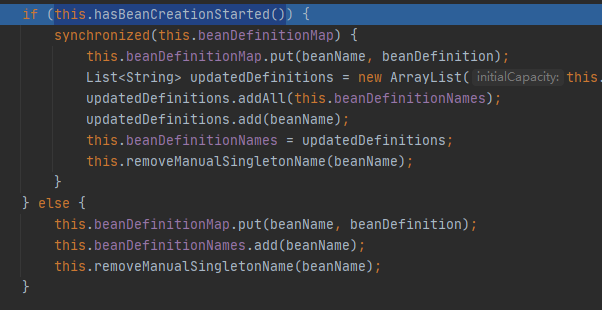 if (this.hasBeanCreationStarted()) {
synchronized(this.beanDefinitionMap) {
this.beanDefinitionMap.put(beanName, beanDefinition);
List<String> updatedDefinitions = new ArrayList( initialCapacity: this.
updatedDefinitions.addAll(this.beanDefinitionNames);
updatedDefinitions.add(beanName);
this.beanDefinitionNames = updatedDefinitions;
this.removeManualSingletonName(beanName);
}
} else {
this.beanDefinitionMap.put(beanName, beanDefinition);
this.beanDefinitionNames.add(beanName);
this.removeManualSingletonName(beanName);
}